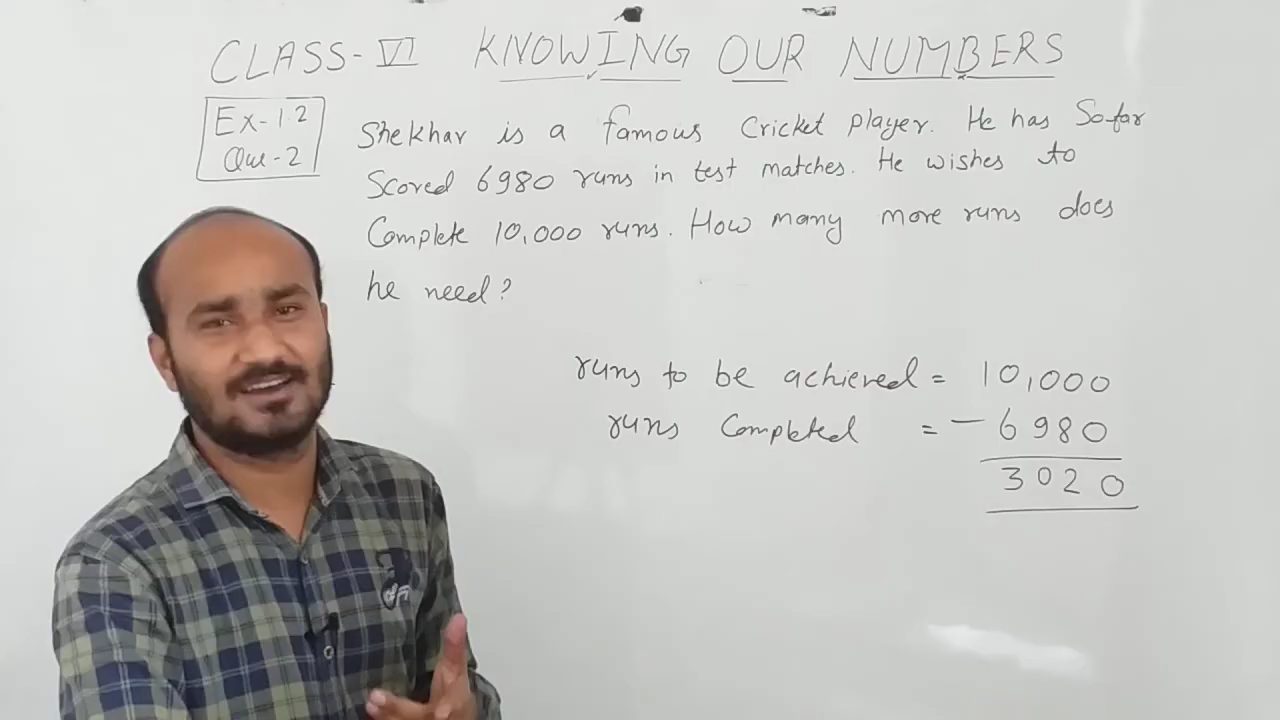 CLASS-VI KNOWING OUR NUMBERS
Ex-1.2
Que-2
Shekhar is a famous Cricket player. He has So far
Scored 6980 runs in test matches. He wishes to
Complete 10,000 runs. How many more runs does
he need?
runs to be achieved = 10,000
runs Completed = - 6980
3020